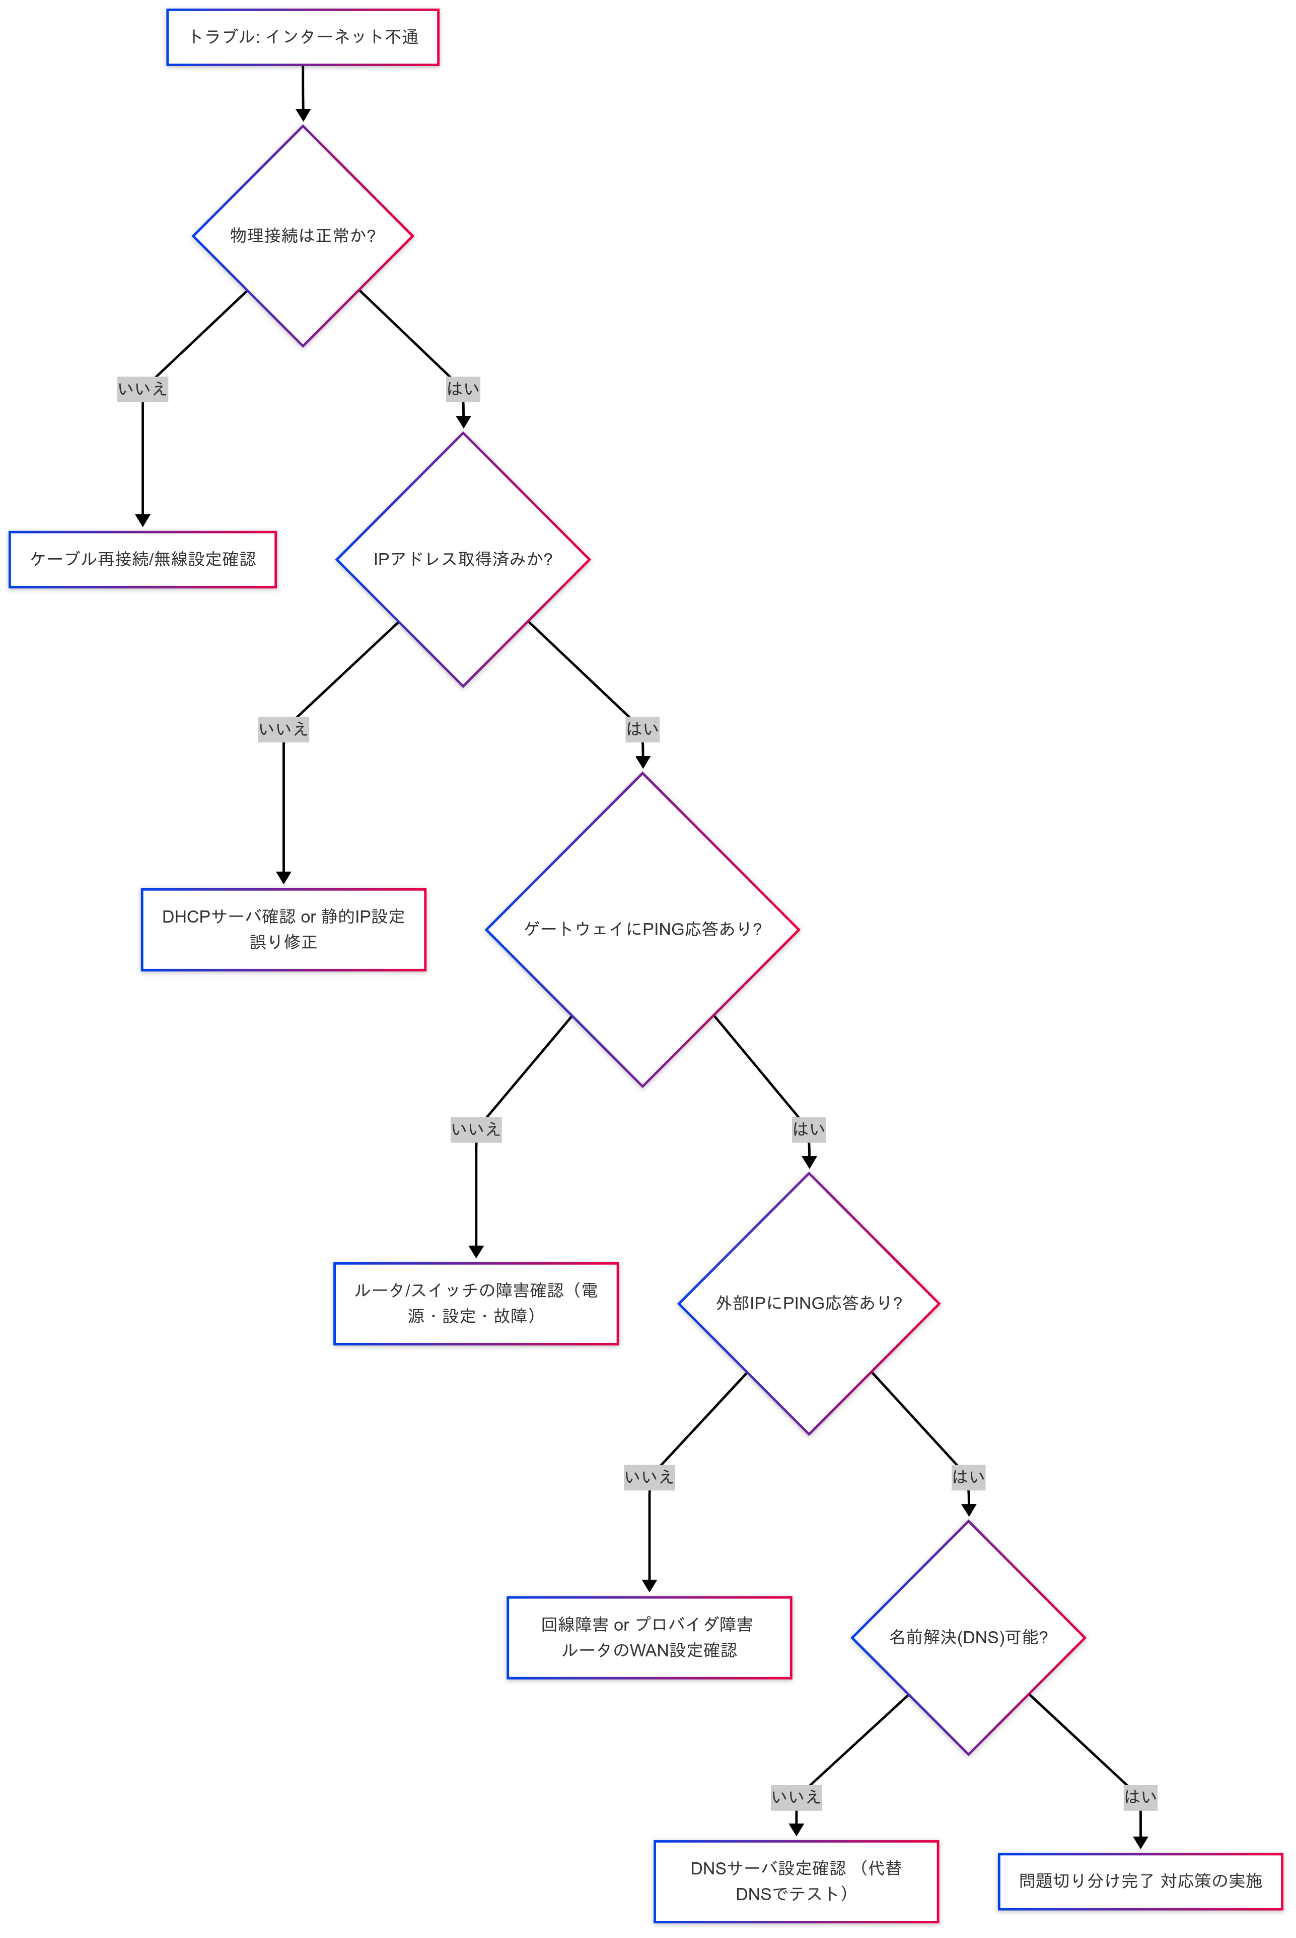 トラブル: インターネット不通
物理接続は正常か?
いいえ
はい
ケーブル再接続/無線設定確認
IPアドレス取得済みか?
いいえ
はい
DHCPサーバ確認 or 静的IP設定
誤り修正
ゲートウェイにPING応答あり?
いいえ
はい
ルータ/スイッチの障害確認（電
源・設定・故障）
外部IPにPING応答あり?
いいえ
はい
回線障害 or プロバイダ障害
ルータのWAN設定確認
名前解決(DNS)可能?
いいえ
はい
DNSサーバ設定確認 （代替
DNSでテスト）
問題切り分け完了 対応策の実施